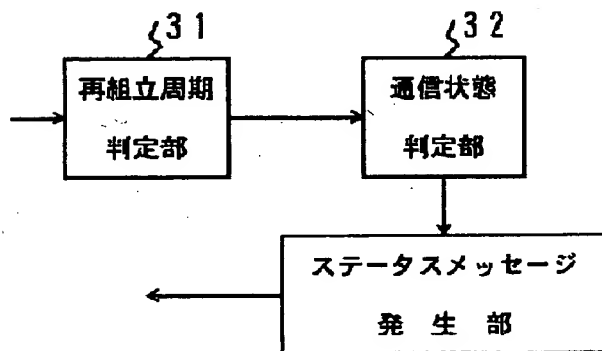 31
32
再組立周期
判定部
通信状態
判定部
ステータスメッセージ
発生部